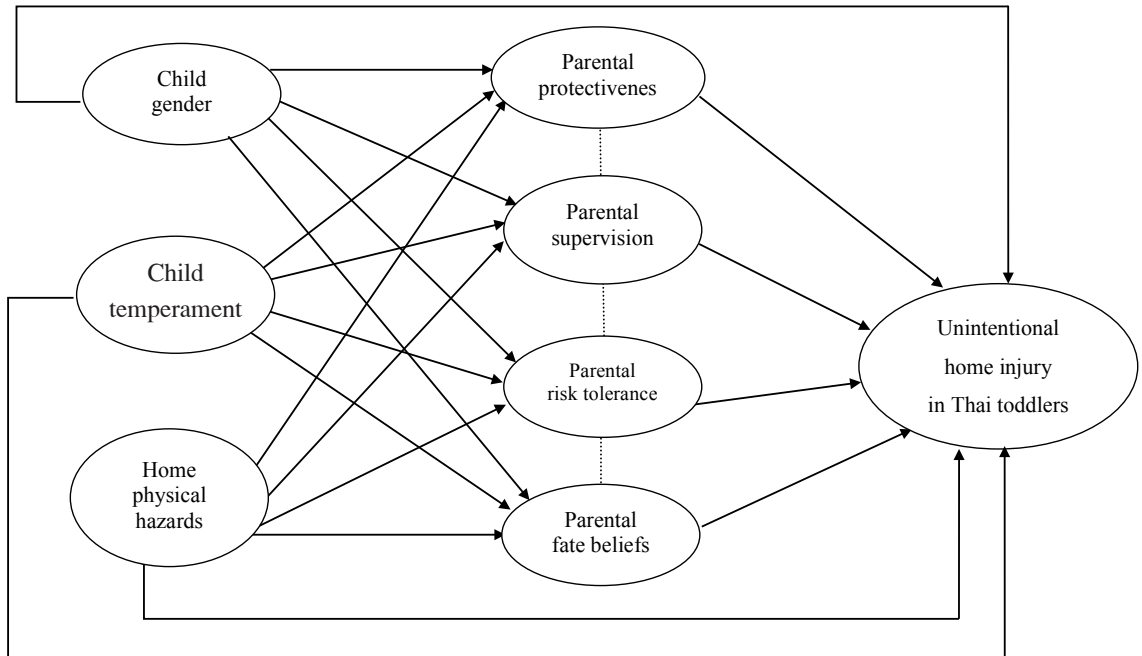 Child
gender
Child
temperament
Home
physical
hazards
Parental
protectivenes
Parental
supervision
Parental
risk tolerance
Parental
fate beliefs
Unintentional
home injury
in Thai toddlers